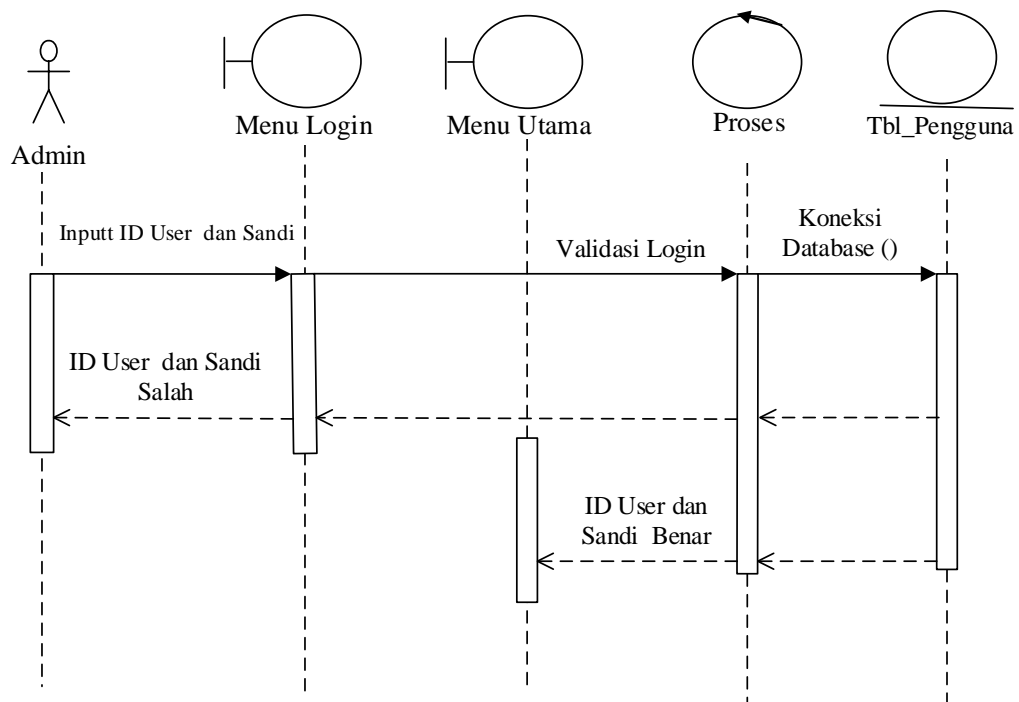 Admin
Menu Login
Menu Utama
Proses
Tbl_Pengguna
Inputt ID User dan Sandi
Validasi Login
Koneksi
Database ()
ID User dan Sandi
Salah
ID User dan
Sandi Benar